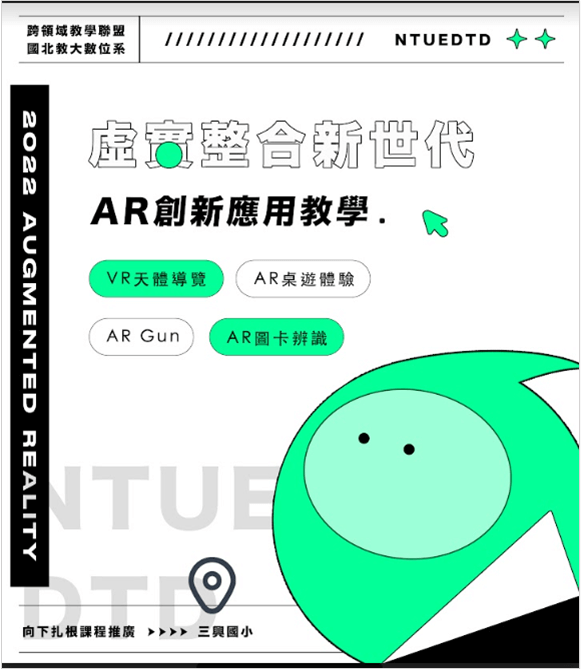 跨領域教學聯盟
國北教大數位系
////////////////////
NTUEDTD
2022 AUGMENTED REALITY
虛實整合新世代
AR創新應用教學.
VR天體導覽
AR桌遊體驗
AR Gun
AR圖卡辨識
NTUE
DTD
向下扎根課程推廣 >>>> 三興國小